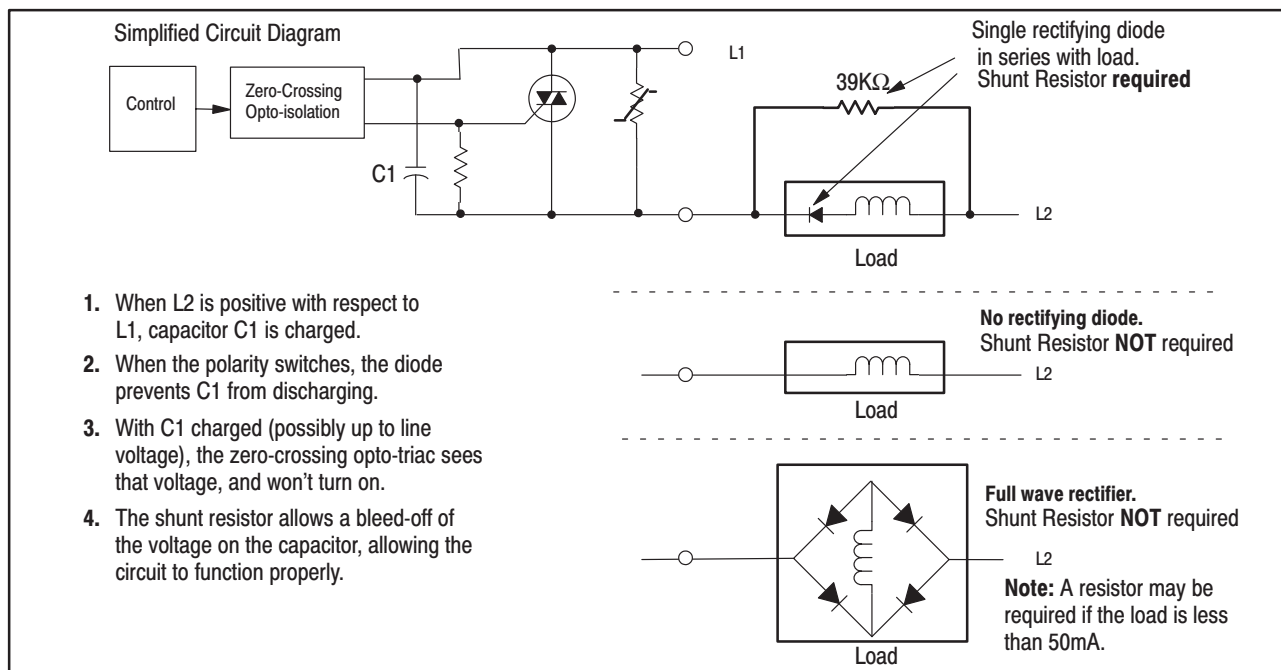 Simplified Circuit Diagram
Control
Zero-Crossing
Opto-isolation
C1
L1
39KΩ
Single rectifying diode
in series with load.
Shunt Resistor required
L2
Load
1. When L2 is positive with respect to
L1, capacitor C1 is charged.
2. When the polarity switches, the diode
prevents C1 from discharging.
3. With C1 charged (possibly up to line
voltage), the zero-crossing opto-triac sees
that voltage, and won't turn on.
4. The shunt resistor allows a bleed-off of
the voltage on the capacitor, allowing the
circuit to function properly.
No rectifying diode.
Shunt Resistor NOT required
L2
Load
Full wave rectifier.
Shunt Resistor NOT required
L2
Note: A resistor may be
required if the load is less
than 50mA.
Load